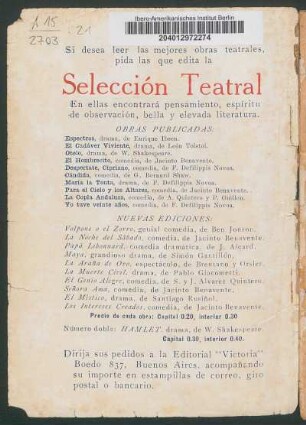 A 15
2703
: 21
Ibero-Amerikanisches Institut Berlin
204012972274
Si desea leer las mejores obras teatrales,
pida las que edita la
Selección Teatral
En ellas encontrará pensamiento, espíritu
de observación, bella y elevada literatura.
OBRAS PUBLICADAS:
Espectros, drama, de Enrique Ibsen.
El Cadáver Viviente, drama, de León Tolstoi.
Otelo, drama, de W. Shakespeare.
El Hombrecito, comedia, de Jacinto Benavente.
Despertate, Cipriano, comedia, de F. Defilippis Novoa.
Cándida, comedia, de G. Bernard Shaw.
María la Tonta, drama, de F. Defilippis Novoa.
Para el Cielo y los Altares, comedia, de Jacinto Benavente.
La Copla Andaluza, comedia, de A. Quintero y P. Guillén.
Yo tuve veinte años, comedia, de F. Defilippis Novoa.
NUEVAS EDICIONES:
Volpone o el Zorro, genial comedia, de Ben Jonson.
La Noche del Sábado, comedia, de Jacinto Benavente.
Papá Lebonnard, comedia dramática, de J. Aicard.
Maya, grandioso drama, de Simón Gantillón.
La Araña de Oro, espectáculo, de Bressano, y Orsler.
La Muerte Civil, drama, de Pablo Giacometti.
El Genio Alegre, comedia, de S. y J. Alvarez Quintero.
Señora Ama, comedia, de Jacinto Benavente.
El Místico, drama, de Santiago Rusiñol.
Los Intereses Creados, comedia, de Jacinto Benavente.
Precio de cada obra: Capital 0.20, Interior 0.30
Número doble: HAMLET, drama, de W. Shakespeare
Capital 0.30, Interior 0.40.
Dirija sus pedidos a la Editorial "Victoria"
Boedo 837, Buenos Aires, acompañando
su importe en estampillas de correo, giro
postal o bancario.